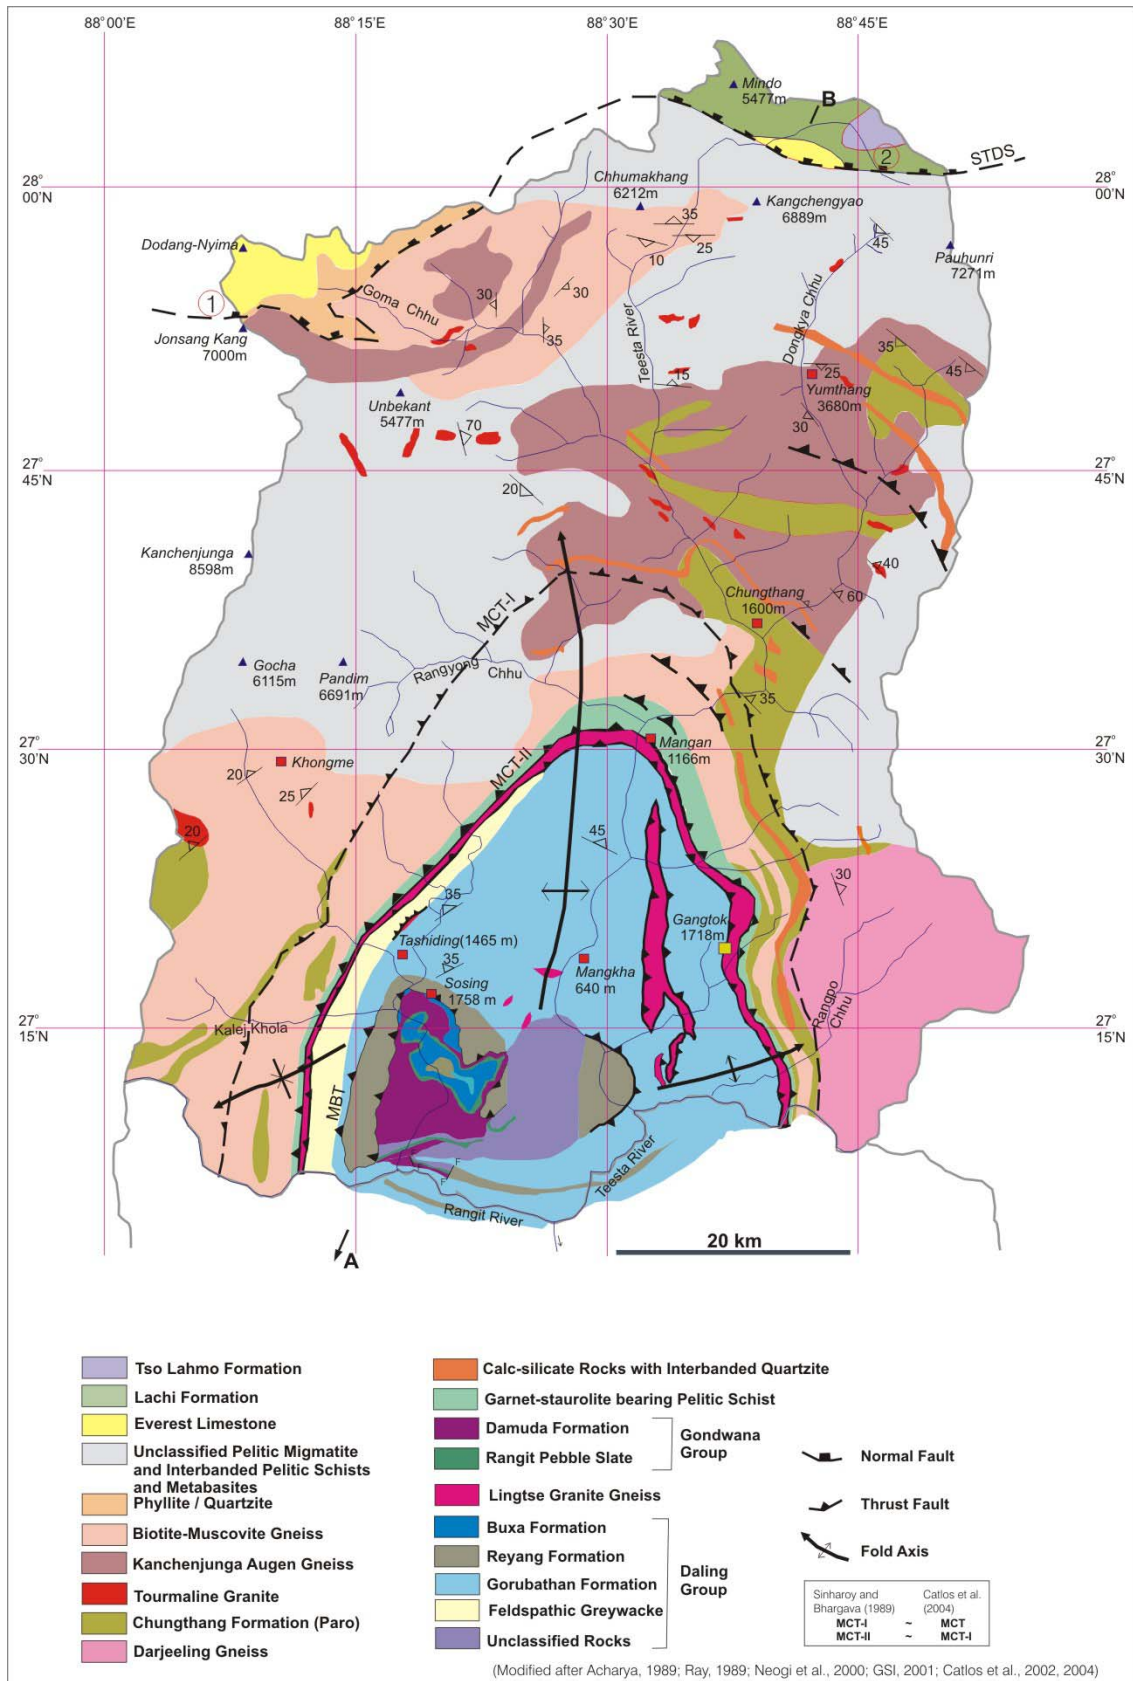 88°00'E
88°15'E
88°30'E
88°45'E
Mindo
5477m
B
2
STDS
28°
00'N
28°
00'N
Chhumakhang
6212m
Kangchengyao
6889m
35
45
Dodang-Nyima
10
25
Pauhunri
7271m
1
Goma Chhu
30
30
35
Jonsang Kang
7000m
Teesta River
Dongkya Chhu
35
45
25
15
Yumthang
3680m
Unbekant
5477m
70
30
27°
45'N
27°
45'N
20
Kanchenjunga
8598m
40
Chungthang
1600m
60
MCT-I
Gocha
6115m
Pandim
6691m
Rangyong Chhu
35
27°
30'N
27°
30'N
Mangan
1166m
MCT-II
Khongme
20
25
20
45
30
35
Gangtok
1718m
Tashiding(1465 m)
35
Sosing
1758 m
Mangkha
640 m
Rangpo
Chhu
27°
15'N
27°
15'N
Kalej Khola
MBT
F
F
Teesta River
Rangit River
20 km
A
Tso Lahmo Formation
Lachi Formation
Everest Limestone
Unclassified Pelitic Migmatite
and Interbanded Pelitic Schists
and Metabasites
Phyllite / Quartzite
Biotite-Muscovite Gneiss
Kanchenjunga Augen Gneiss
Tourmaline Granite
Chungthang Formation (Paro)
Darjeeling Gneiss
Calc-silicate Rocks with Interbanded Quartzite
Garnet-staurolite bearing Pelitic Schist
Damuda Formation
Rangit Pebble Slate
Gondwana
Group
Lingtse Granite Gneiss
Buxa Formation
Reyang Formation
Gorubathan Formation
Feldspathic Greywacke
Unclassified Rocks
Daling
Group
Normal Fault
Thrust Fault
Fold Axis
Sinharoy and Catlos et al.
Bhargava (1989) (2004)
MCT-I ~ MCT
MCT-II ~ MCT-I
(Modified after Acharya, 1989; Ray, 1989; Neogi et al., 2000; GSI, 2001; Catlos et al., 2002, 2004)